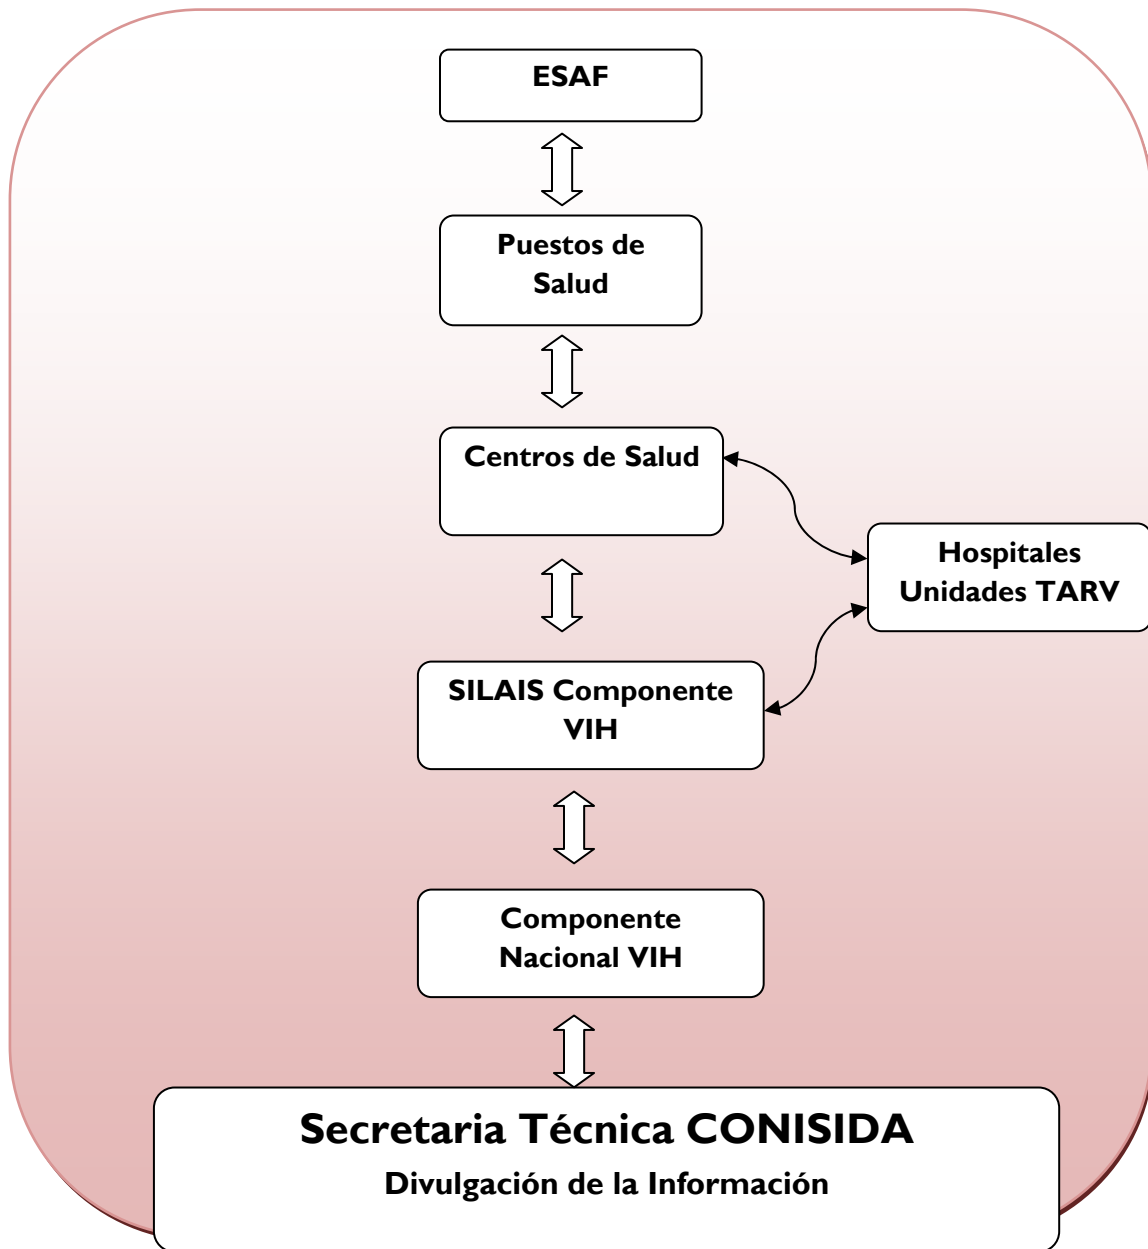 ESAF
Puestos de
Salud
Centros de Salud
Hospitales
Unidades TARV
SILAIS Componente
VIH
Componente
Nacional VIH
Secretaria Técnica CONISIDA
Divulgación de la Información